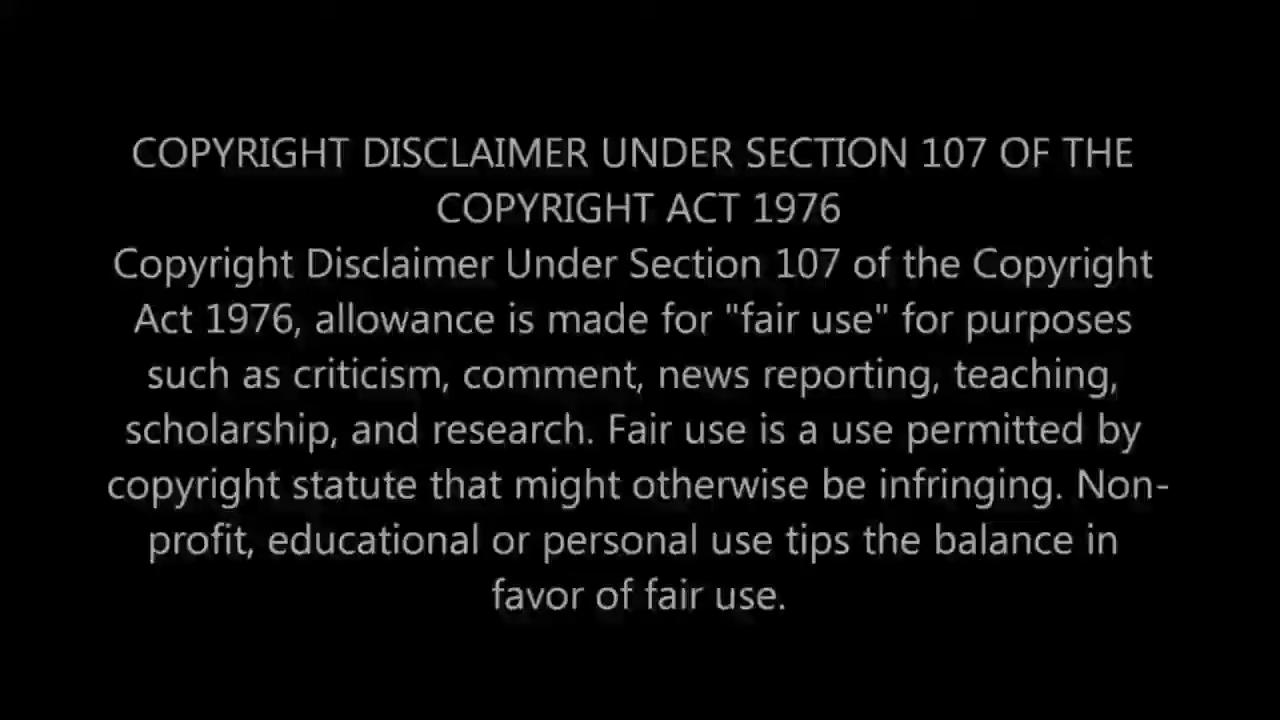 COPYRIGHT DISCLAIMER UNDER SECTION 107 OF THE
COPYRIGHT ACT 1976
Copyright Disclaimer Under Section 107 of the Copyright
Act 1976, allowance is made for "fair use" for purposes
such as criticism, comment, news reporting, teaching,
scholarship, and research. Fair use is a use permitted by
copyright statute that might otherwise be infringing. Non-
profit, educational or personal use tips the balance in
favor of fair use.